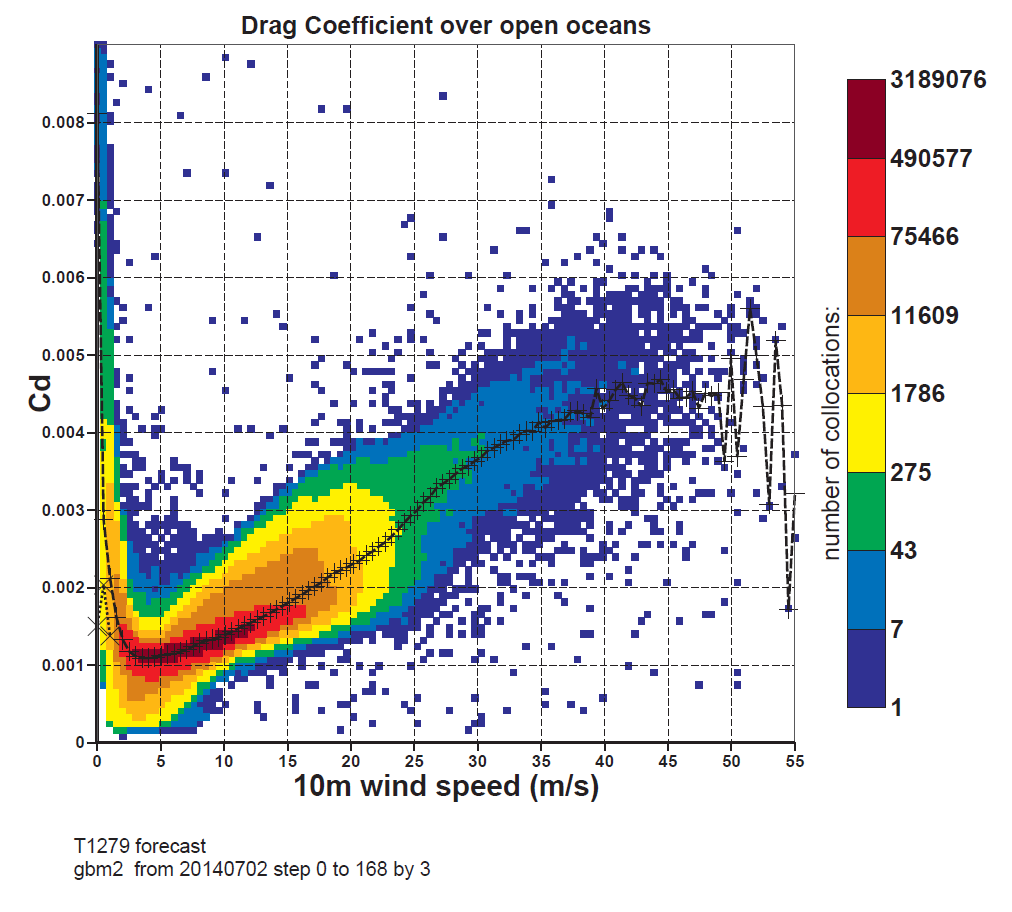 Drag Coefficient over open oceans
0.008
0.007
0.006
0.005
0.004
0.003
0.002
0.001
0
Cd
0 5 10 15 20 25 30 35 40 45 50 55
10m wind speed (m/s)
number of collocations:
3189076
490577
75466
11609
1786
275
43
7
1
T1279 forecast
gbm2 from 20140702 step 0 to 168 by 3